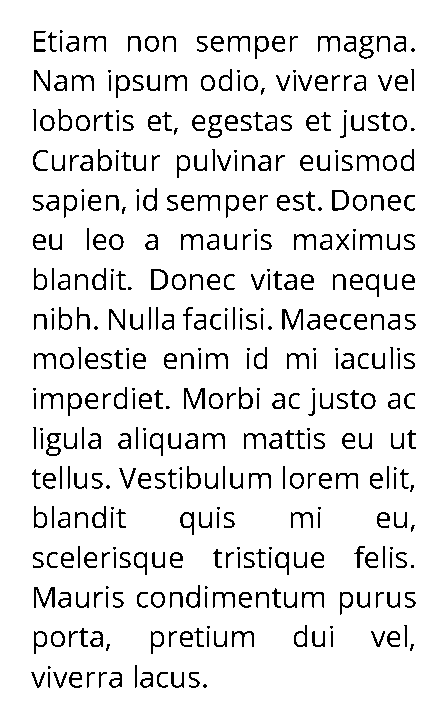 Etiam non semper magna.
Nam ipsum odio, viverra vel
lobortis et, egestas et justo.
Curabitur pulvinar euismod
sapien, id semper est. Donec
eu leo a mauris maximus
blandit. Donec vitae neque
nibh. Nulla facilisi. Maecenas
molestie enim id mi iaculis
imperdiet. Morbi ac justo ac
ligula aliquam mattis eu ut
tellus. Vestibulum lorem elit,
blandit quis mi eu,
scelerisque tristique felis.
Mauris condimentum purus
porta, pretium dui vel,
viverra lacus.